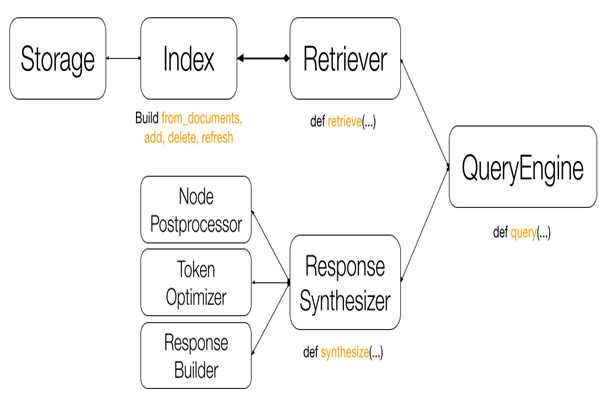 Storage
Index
Retriever
Build from_documents,
add, delete, refresh
def retrieve(...)
QueryEngine
def query(...)
Node
Postprocessor
Token
Optimizer
Response
Builder
Response
Synthesizer
def synthesize(...)